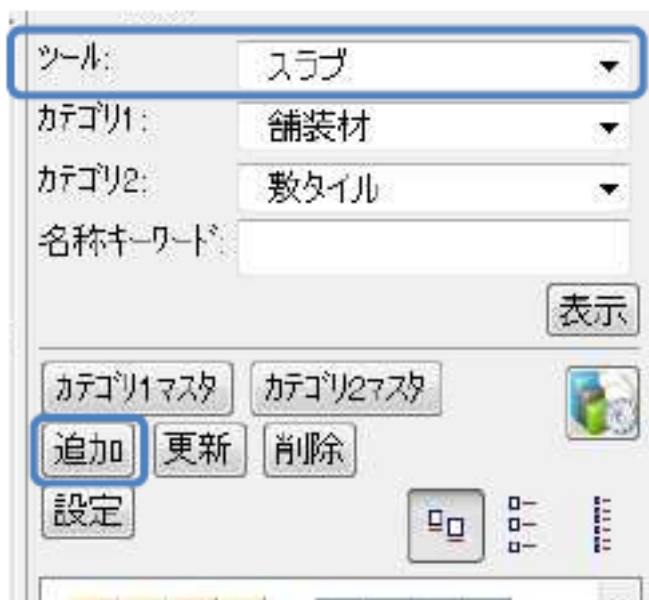 ツール: スラブ
カテゴリ1: 舗装材
カテゴリ2: 敷タイル
名称キーワード:
表示
カテゴリ1マスタ カテゴリ2マスタ
追加 更新 削除
設定